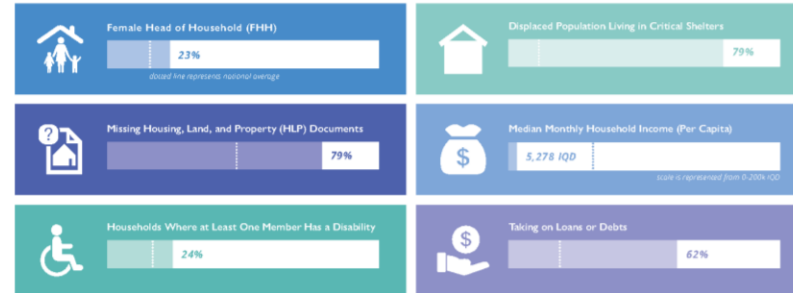 Female Head of Household (FHH)
23%
dotted line represents national average
Displaced Population Living in Critical Shelters
79%
?
Missing Housing, Land, and Property (HLP) Documents
79%
$
Median Monthly Household Income (Per Capita)
5,278 IQD
scale is represented from 0-200k IQD
Households Where at Least One Member Has a Disability
24%
$
Taking on Loans or Debts
62%